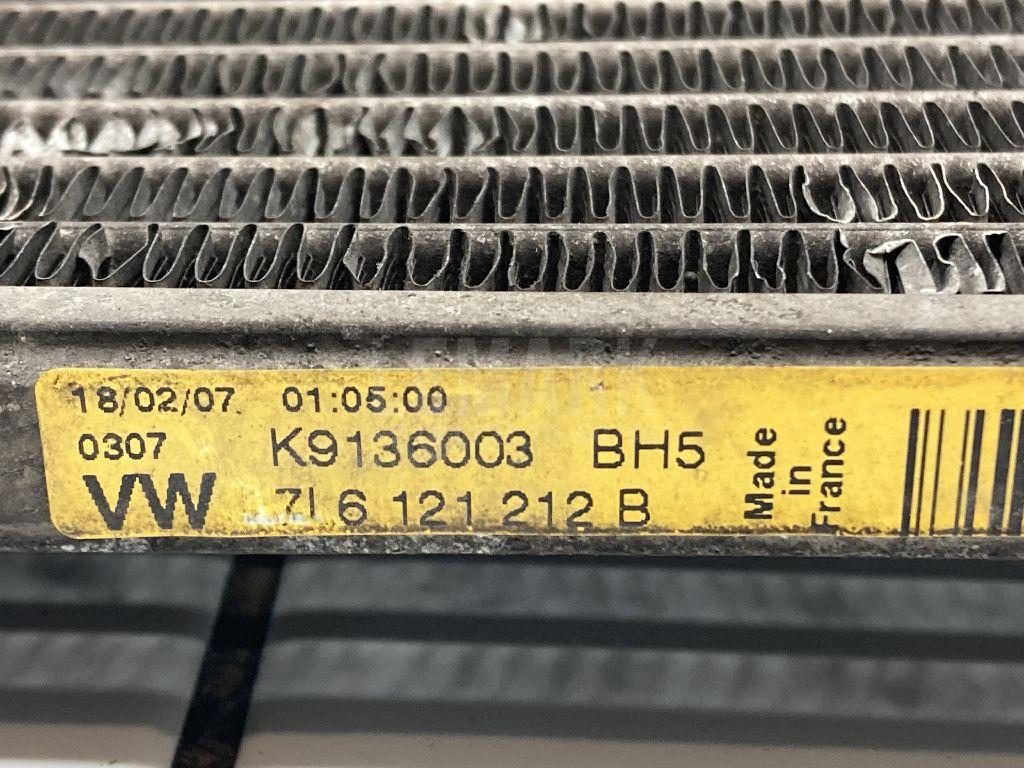 18/02/07 01:05:00
0307 K9136003 BH5
VW 7L6 121 212 B
Made
in
France